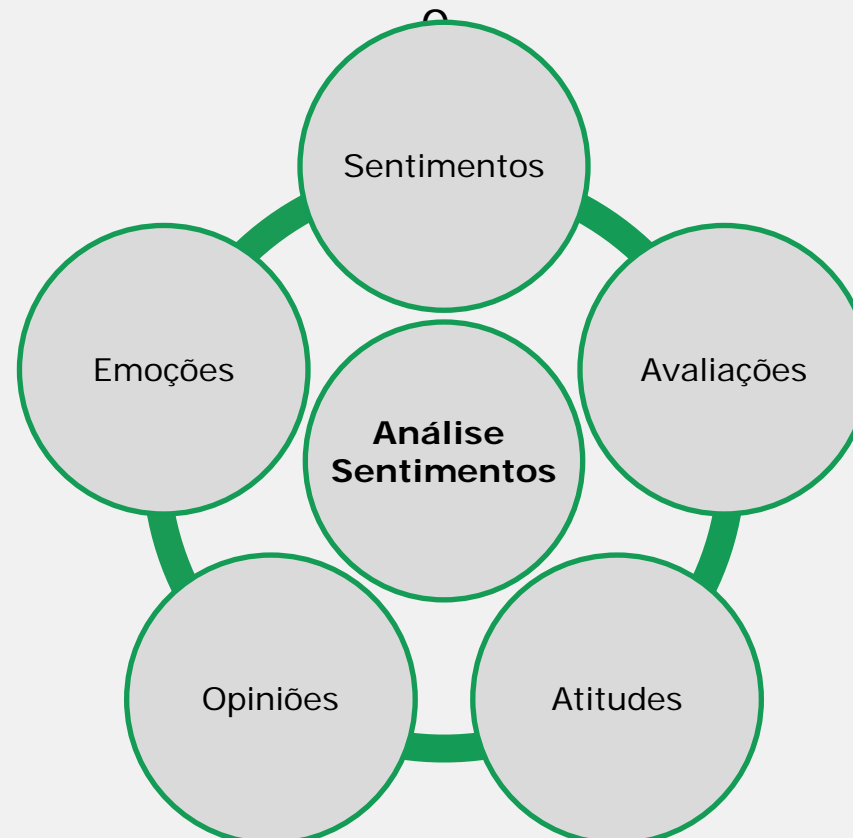 Sentimentos
Emoções
Avaliações
Análise
Sentimentos
Opiniões
Atitudes